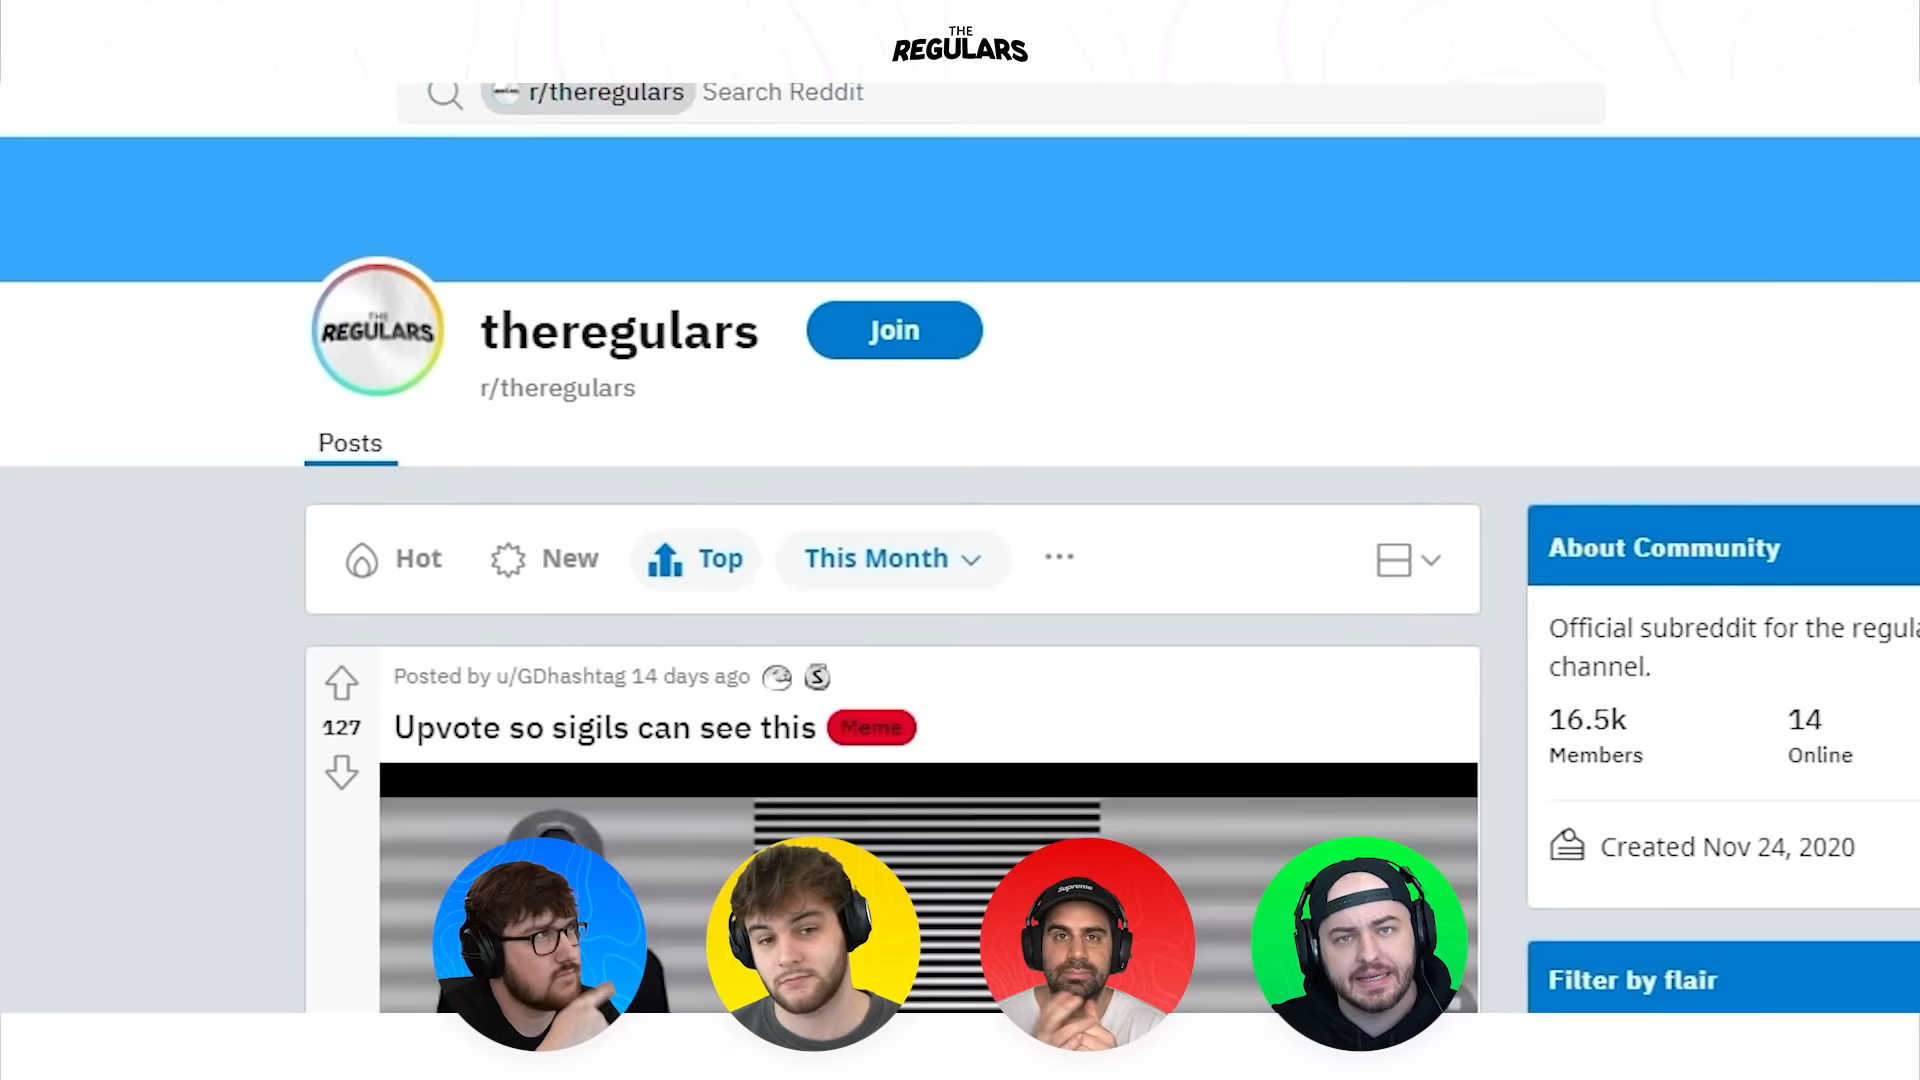 THE
REGULARS
r/theregulars Search Reddit
THE
REGULARS
theregulars
Join
r/theregulars
Posts
Hot New Top This Month ...
About Community
Official subreddit for the
channel.
16.5k 14
Members Online
Created Nov 24, 2020
Filter by flair
Posted by u/GDhashtag 14 days ago
127
Upvote so sigils can see this Meme
Supreme